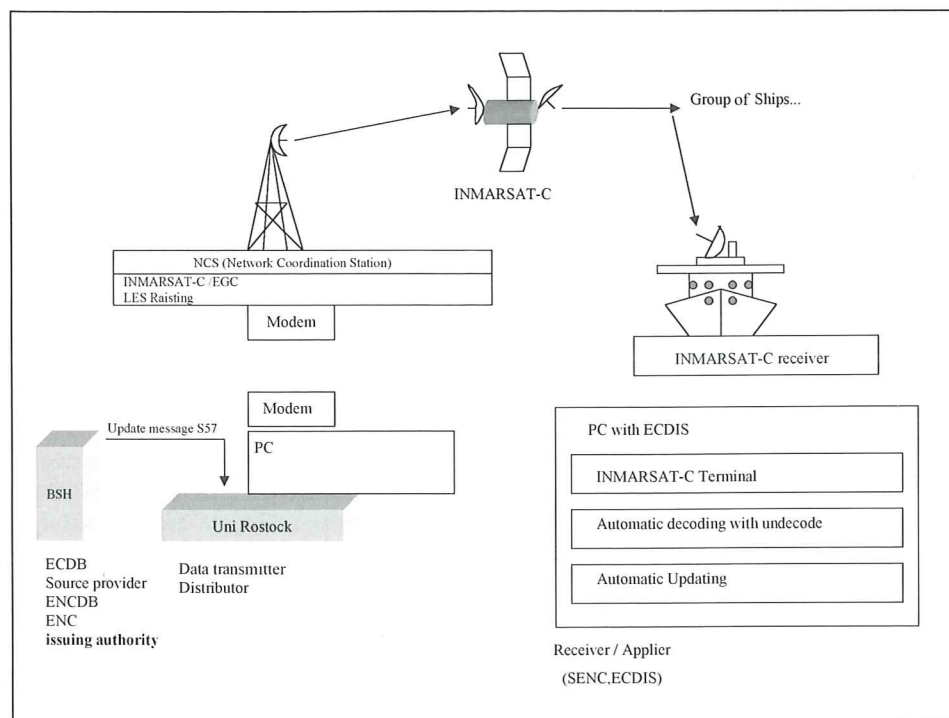 Group of Ships...
INMARSAT-C
NCS (Network Coordination Station)
INMARSAT-C /EGC
LES Raisting
Modem
INMARSAT-C receiver
Modem
Update message S57
PC
PC with ECDIS
INMARSAT-C Terminal
BSH
Uni Rostock
Automatic decoding with undecode
ECDB
Source provider
ENCDB
ENC
issuing authority
Data transmitter
Distributor
Automatic Updating
Receiver / Applier
(SENC,ECDIS)